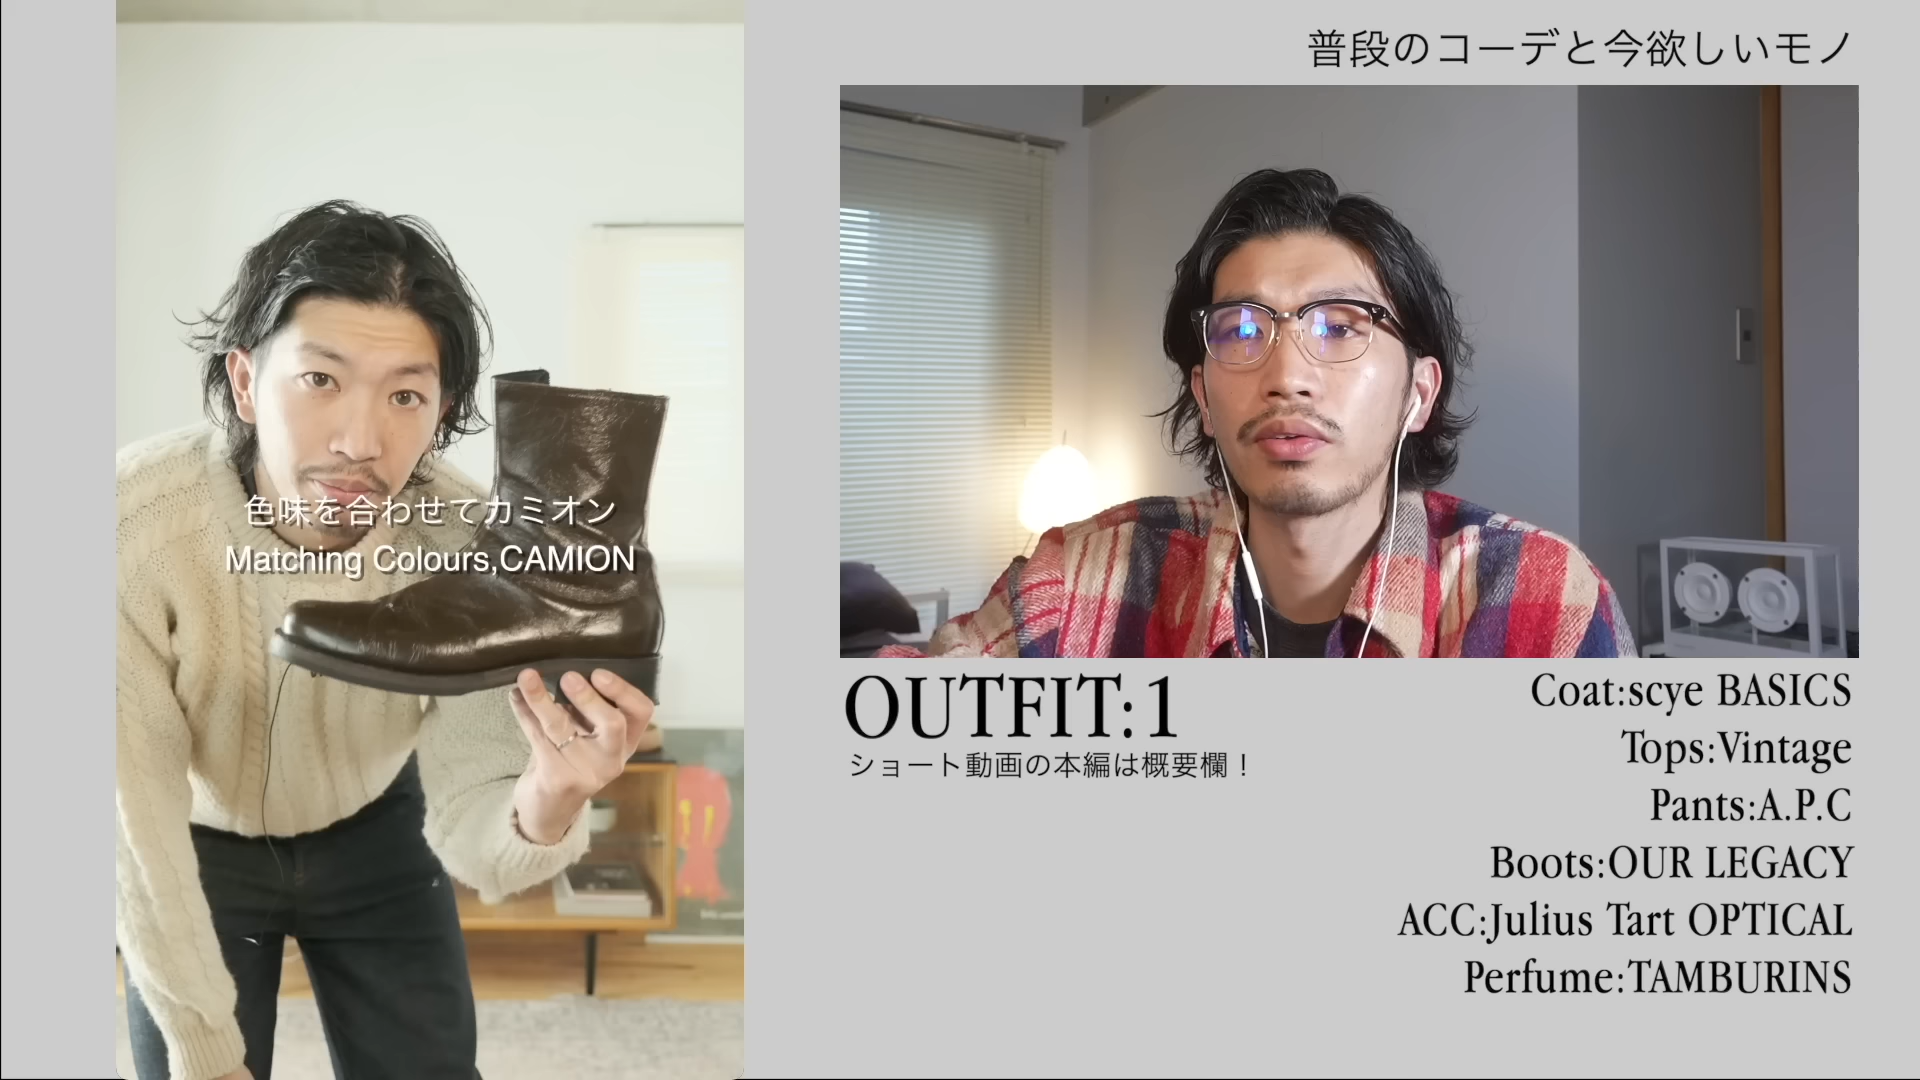 色味を合わせてカミオン
Matching Colours,CAMION
普段のコーデと今欲しいモノ
OUTFIT:1
ショート動画の本編は概要欄！
Coat:scye BASICS
Tops:Vintage
Pants:A.P.C
Boots:OUR LEGACY
ACC:Julius Tart OPTICAL
Perfume:TAMBURINS